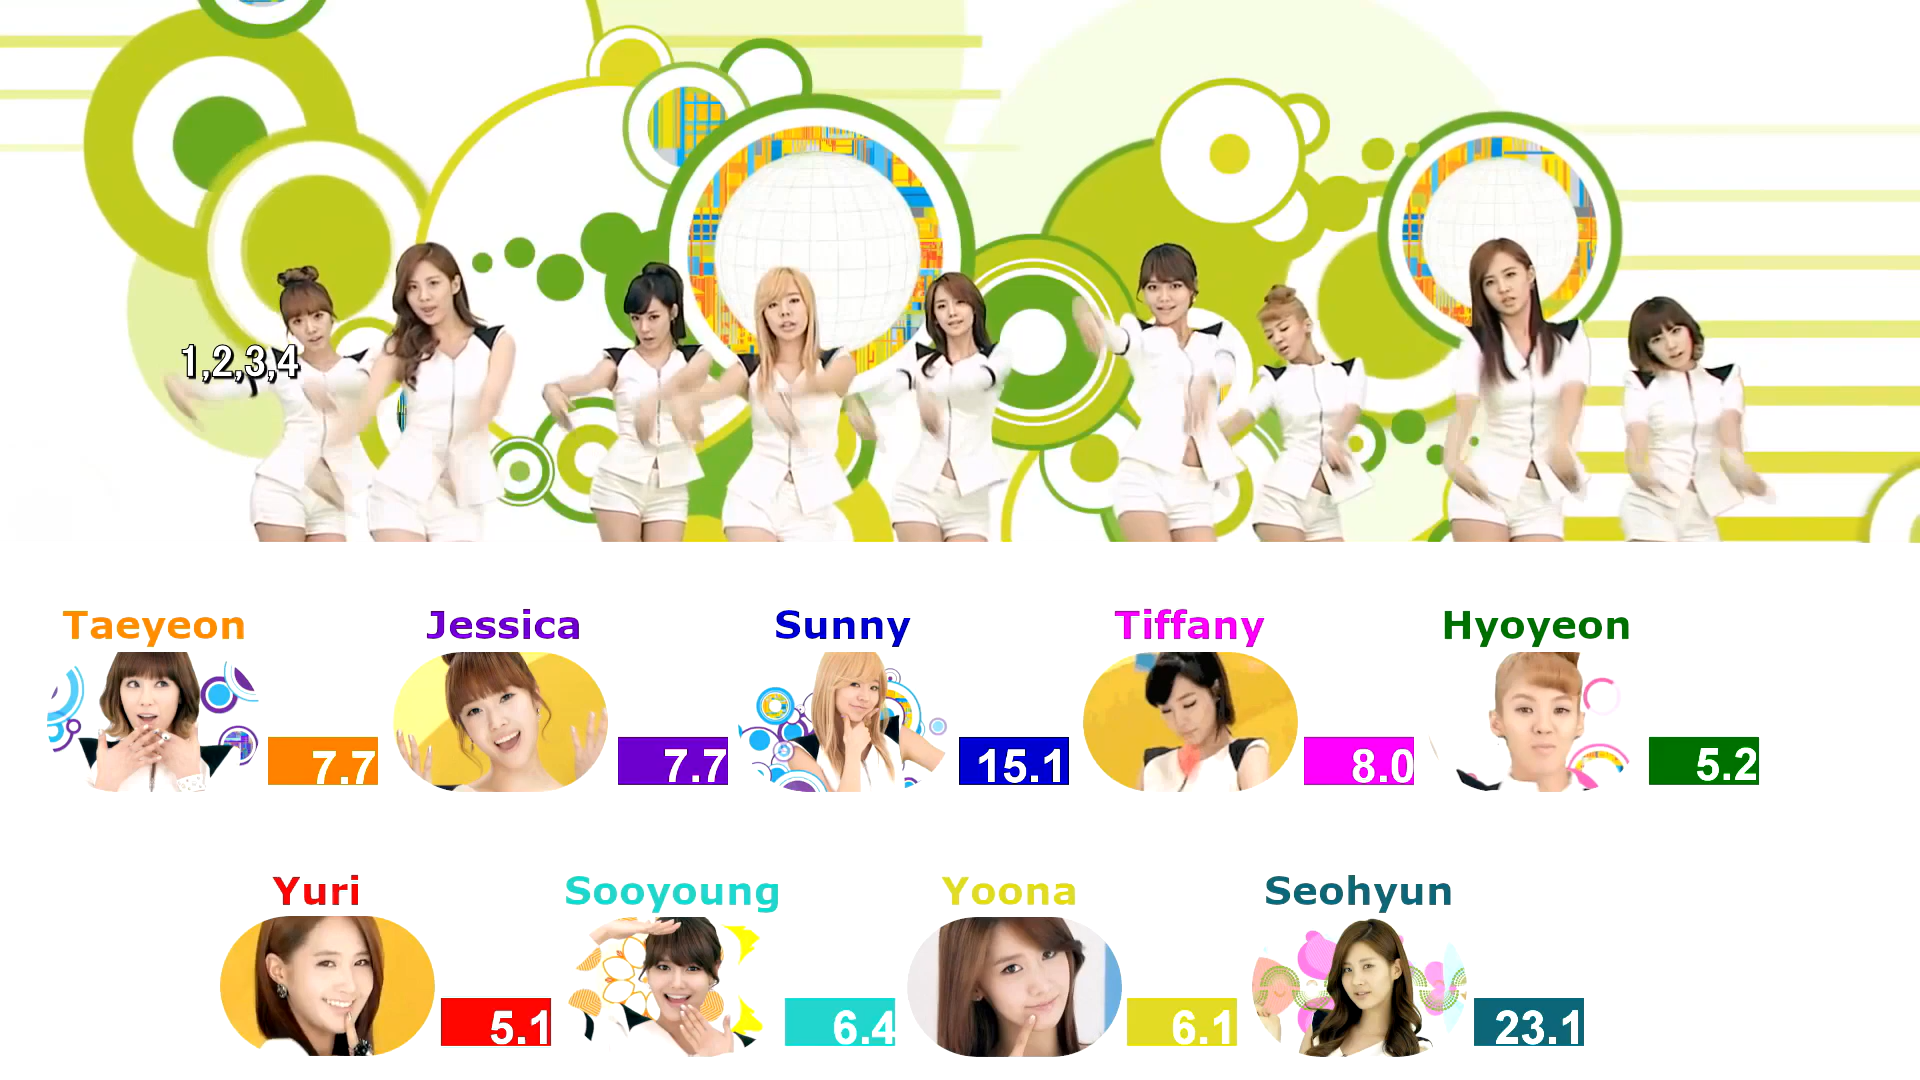 1,2,3,4
Taeyeon Jessica Sunny Tiffany Hyoyeon
7.7 7.7 15.1 8.0 5.2
Yuri Sooyoung Yoona Seohyun
5.1 6.4 6.1 23.1